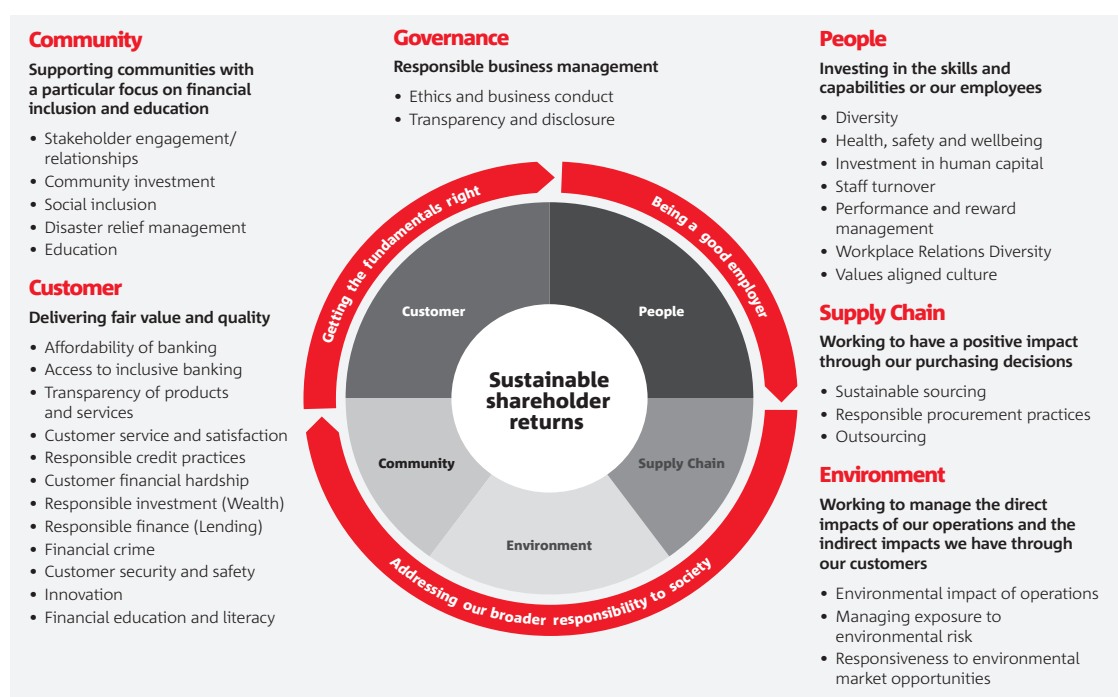 Community
Supporting communities with
a particular focus on financial
inclusion and education
• Stakeholder engagement/
relationships
• Community investment
• Social inclusion
• Disaster relief management
• Education
Customer
Delivering fair value and quality
• Affordability of banking
• Access to inclusive banking
• Transparency of products
and services
• Customer service and satisfaction
• Responsible credit practices
• Customer financial hardship
• Responsible investment (Wealth)
• Responsible finance (Lending)
• Financial crime
• Customer security and safety
• Innovation
• Financial education and literacy
Governance
Responsible business management
• Ethics and business conduct
• Transparency and disclosure
Getting the fundamentals right
Being a good employer
Customer
People
Sustainable
shareholder
returns
Community
Supply Chain
Environment
Addressing our broader responsibility to society
People
Investing in the skills and
capabilities or our employees
• Diversity
• Health, safety and wellbeing
• Investment in human capital
• Staff turnover
• Performance and reward
management
• Workplace Relations Diversity
• Values aligned culture
Supply Chain
Working to have a positive impact
through our purchasing decisions
• Sustainable sourcing
• Responsible procurement practices
• Outsourcing
Environment
Working to manage the direct
impacts of our operations and the
indirect impacts we have through
our customers
• Environmental impact of operations
• Managing exposure to
environmental risk
• Responsiveness to environmental
market opportunities